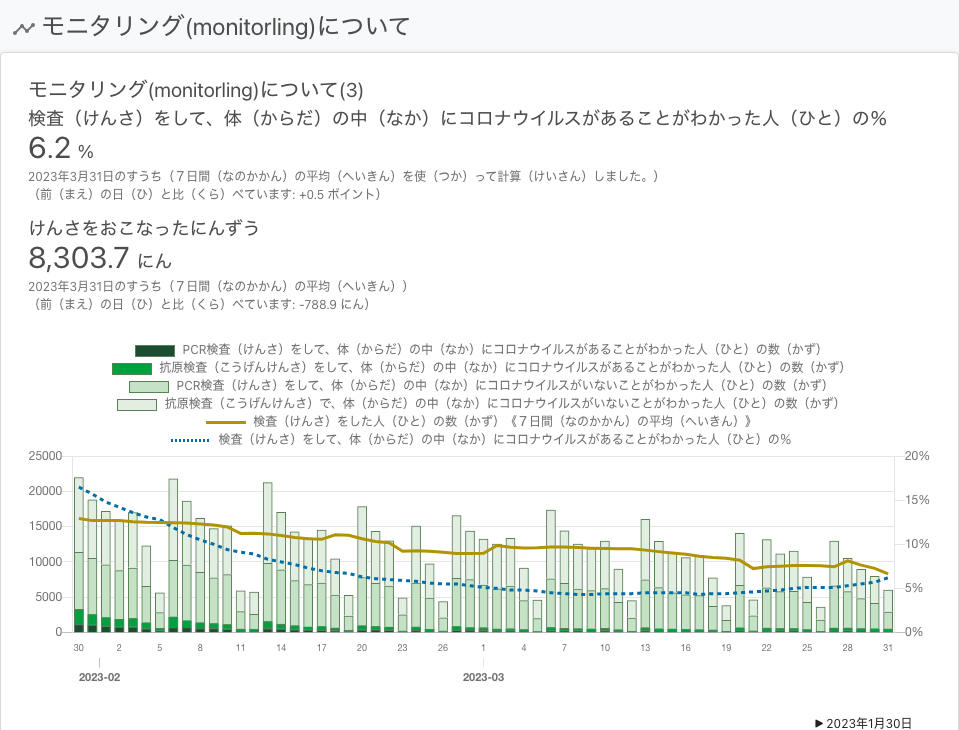 モニタリング(monitorling)について
モニタリング(monitorling)について(3)
検査（けんさ）をして、体（からだ）の中（なか）にコロナウイルスがあることがわかった人（ひと）の%
6.2 %
2023年3月31日のすうち（７日間（なのかかん）の平均（へいきん）を使（つか）って計算（けいさん）しました。）
（前（まえ）の日（ひ）と比（くら）べています: +0.5 ポイント）
けんさをおこなったにんずう
8,303.7 にん
2023年3月31日のすうち（７日間（なのかかん）の平均（へいきん））
（前（まえ）の日（ひ）と比（くら）べています: -788.9 にん）
PCR検査（けんさ）をして、体（からだ）の中（なか）にコロナウイルスがあることがわかった人（ひと）の数（かず）
抗原検査（こうげんけんさ）をして、体（からだ）の中（なか）にコロナウイルスがあることがわかった人（ひと）の数（かず）
PCR検査（けんさ）をして、体（からだ）の中（なか）にコロナウイルスがいないことがわかった人（ひと）の数（かず）
抗原検査（こうげんけんさ）で、体（からだ）の中（なか）にコロナウイルスがいないことがわかった人（ひと）の数（かず）
検査（けんさ）をした人（ひと）の数（かず）《７日間（なのかかん）の平均（へいきん）》
検査（けんさ）をして、体（からだ）の中（なか）にコロナウイルスがあることがわかった人（ひと）の%
25000 20%
20000 15%
15000
10000 10%
5000 5%
0 0%
30 2 5 8 11 14 17 20 23 26 1 4 7 10 13 16 19 22 25 28 31
2023-02 2023-03
▶2023年1月30日